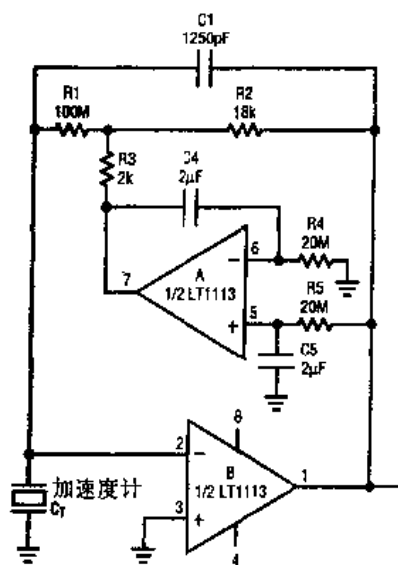 C1
1250pF
R1
100M
R2
18k
R3
2k
C4
2μF
R4
20M
R5
20M
6
7
A
1/2 LT1113
5
C5
2μF
8
2
B
1
1/2 LT1113
3
4
加速度计
CT